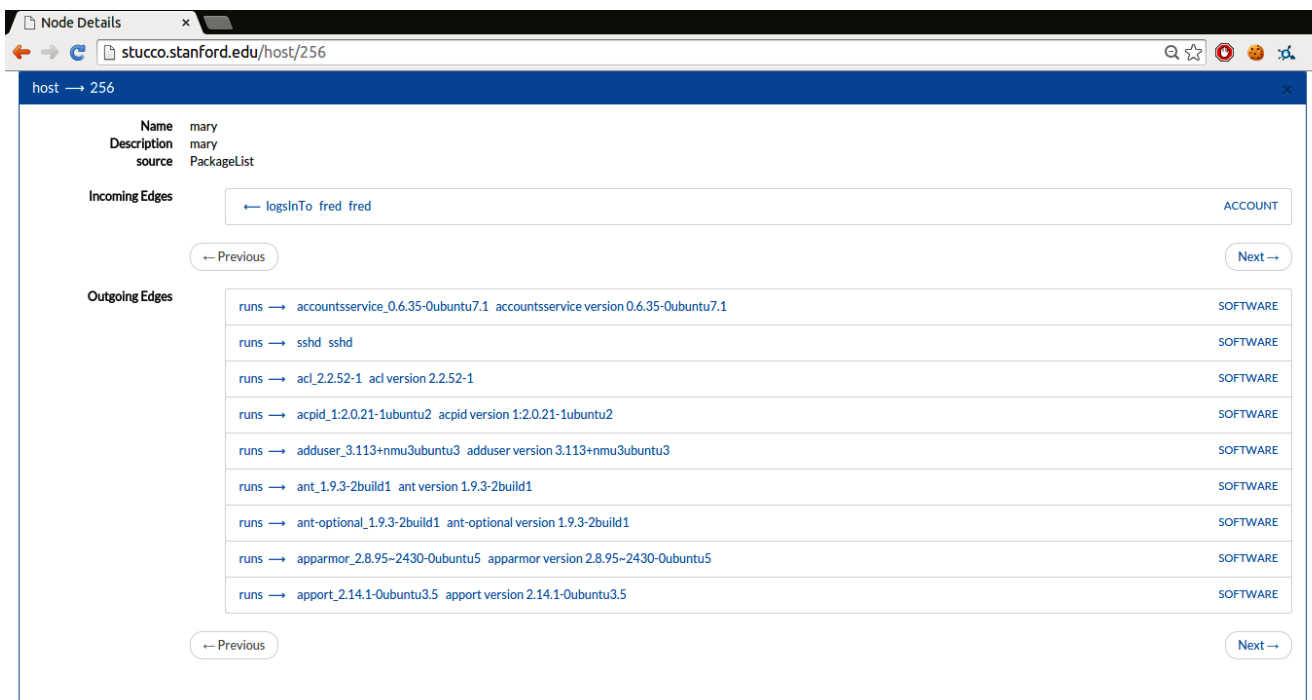 Node Details ×
stucco.stanford.edu/host/256
host ⟶ 256 ×
Name mary
Description mary
source PackageList
Incoming Edges
⟵ logsInTo fred fred ACCOUNT
←Previous Next→
Outgoing Edges
runs ⟶ accountsservice_0.6.35-0ubuntu7.1 accountsservice version 0.6.35-0ubuntu7.1 SOFTWARE
runs ⟶ sshd sshd SOFTWARE
runs ⟶ acl_2.2.52-1 acl version 2.2.52-1 SOFTWARE
runs ⟶ acpid_1:2.0.21-1ubuntu2 acpid version 1:2.0.21-1ubuntu2 SOFTWARE
runs ⟶ adduser_3.113+nmu3ubuntu3 adduser version 3.113+nmu3ubuntu3 SOFTWARE
runs ⟶ ant_1.9.3-2build1 ant version 1.9.3-2build1 SOFTWARE
runs ⟶ ant-optional_1.9.3-2build1 ant-optional version 1.9.3-2build1 SOFTWARE
runs ⟶ apparmor_2.8.95~2430-0ubuntu5 apparmor version 2.8.95~2430-0ubuntu5 SOFTWARE
runs ⟶ apport_2.14.1-0ubuntu3.5 apport version 2.14.1-0ubuntu3.5 SOFTWARE
←Previous Next→